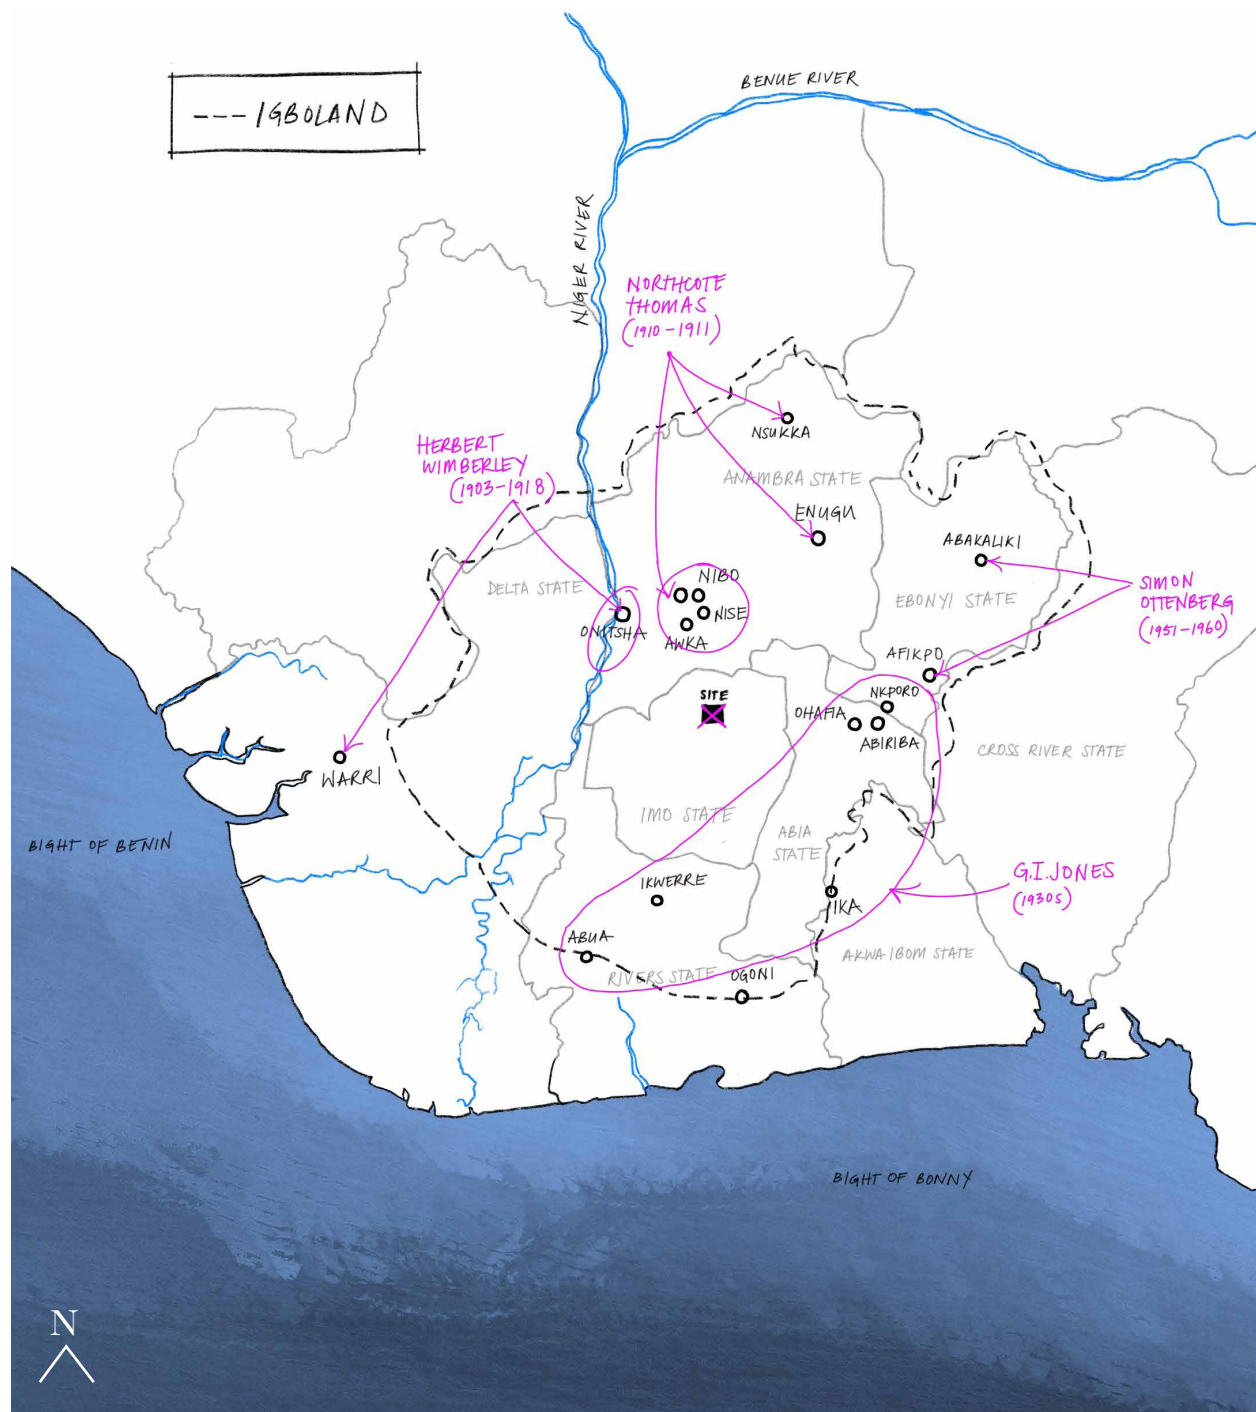 BENUE RIVER
--- IGBOLAND
NIGER RIVER
NORTHCOTE
THOMAS
(1910-1911)
NSUKKA
HERBERT
WIMBERLEY
(1903-1918)
ANAMBRA STATE
ENUGU
ABAKALIKI
NIBO
DELTA STATE
SIMON
OTTENBERG
(1951-1960)
EBONYI STATE
NISE
ONITSHA
AWKA
AFIKPO
SITE
NKPORO
OHAFIA
ABIRIBA
CROSS RIVER STATE
WARRI
IMO STATE
ABIA
STATE
BIGHT OF BENIN
G.I.JONES
(1930s)
IKWERRE
IKA
ABUA
AKWA IBOM STATE
RIVERS STATE
OGONI
BIGHT OF BONNY
N